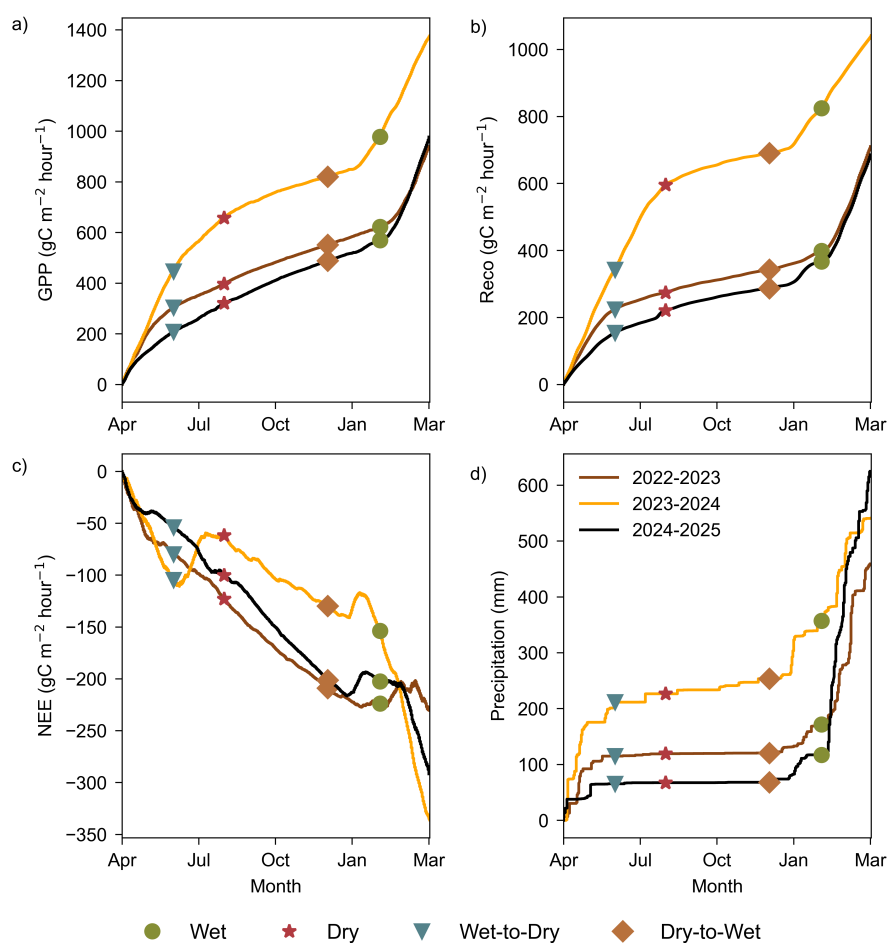 a)
1400
1200
1000
800
600
400
200
0
GPP (gC m−2 hour−1)
Apr Jul Oct Jan Mar
b)
1000
800
600
400
200
0
Reco (gC m−2 hour−1)
Apr Jul Oct Jan Mar
c)
0
−50
−100
−150
−200
−250
−300
−350
NEE (gC m−2 hour−1)
Apr Jul Oct Jan Mar
Month
d)
2022-2023
2023-2024
2024-2025
600
500
400
300
200
100
0
Precipitation (mm)
Apr Jul Oct Jan Mar
Month
Wet Dry Wet-to-Dry Dry-to-Wet